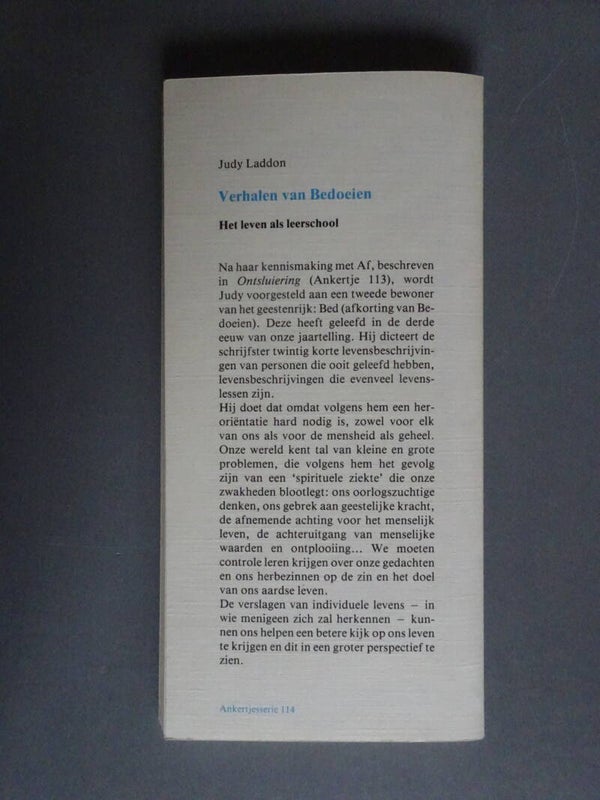 Judy Laddon
Verhalen van Bedoeien
Het leven als leerschool
Na haar kennismaking met Af, beschreven
in Ontsluiering (Ankertje 113), wordt
Judy voorgesteld aan een tweede bewoner
van het geestenrijk: Bed (afkorting van Be-
doeien). Deze heeft geleefd in de derde
eeuw van onze jaartelling. Hij dicteert de
schrijfster twintig korte levensbeschrijvin-
gen van personen die ooit geleefd hebben,
levensbeschrijvingen die evenveel levens-
lessen zijn.
Hij doet dat omdat volgens hem een her-
oriëntatie hard nodig is, zowel voor elk
van ons als voor de mensheid als geheel.
Onze wereld kent tal van kleine en grote
problemen, die volgens hem het gevolg
zijn van een ‘spirituele ziekte’ die onze
zwakheden blootlegt: ons oorlogszuchtige
denken, ons gebrek aan geestelijke kracht,
de afnemende achting voor het menselijk
leven, de achteruitgang van menselijke
waarden en ontplooiing... We moeten
controle leren krijgen over onze gedachten
en ons herbezinnen op de zin en het doel
van ons aardse leven.
De verslagen van individuele levens – in
wie menigeen zich zal herkennen – kun-
nen ons helpen een betere kijk op ons leven
te krijgen en dit in een groter perspectief te
zien.
Ankertjesserie 114